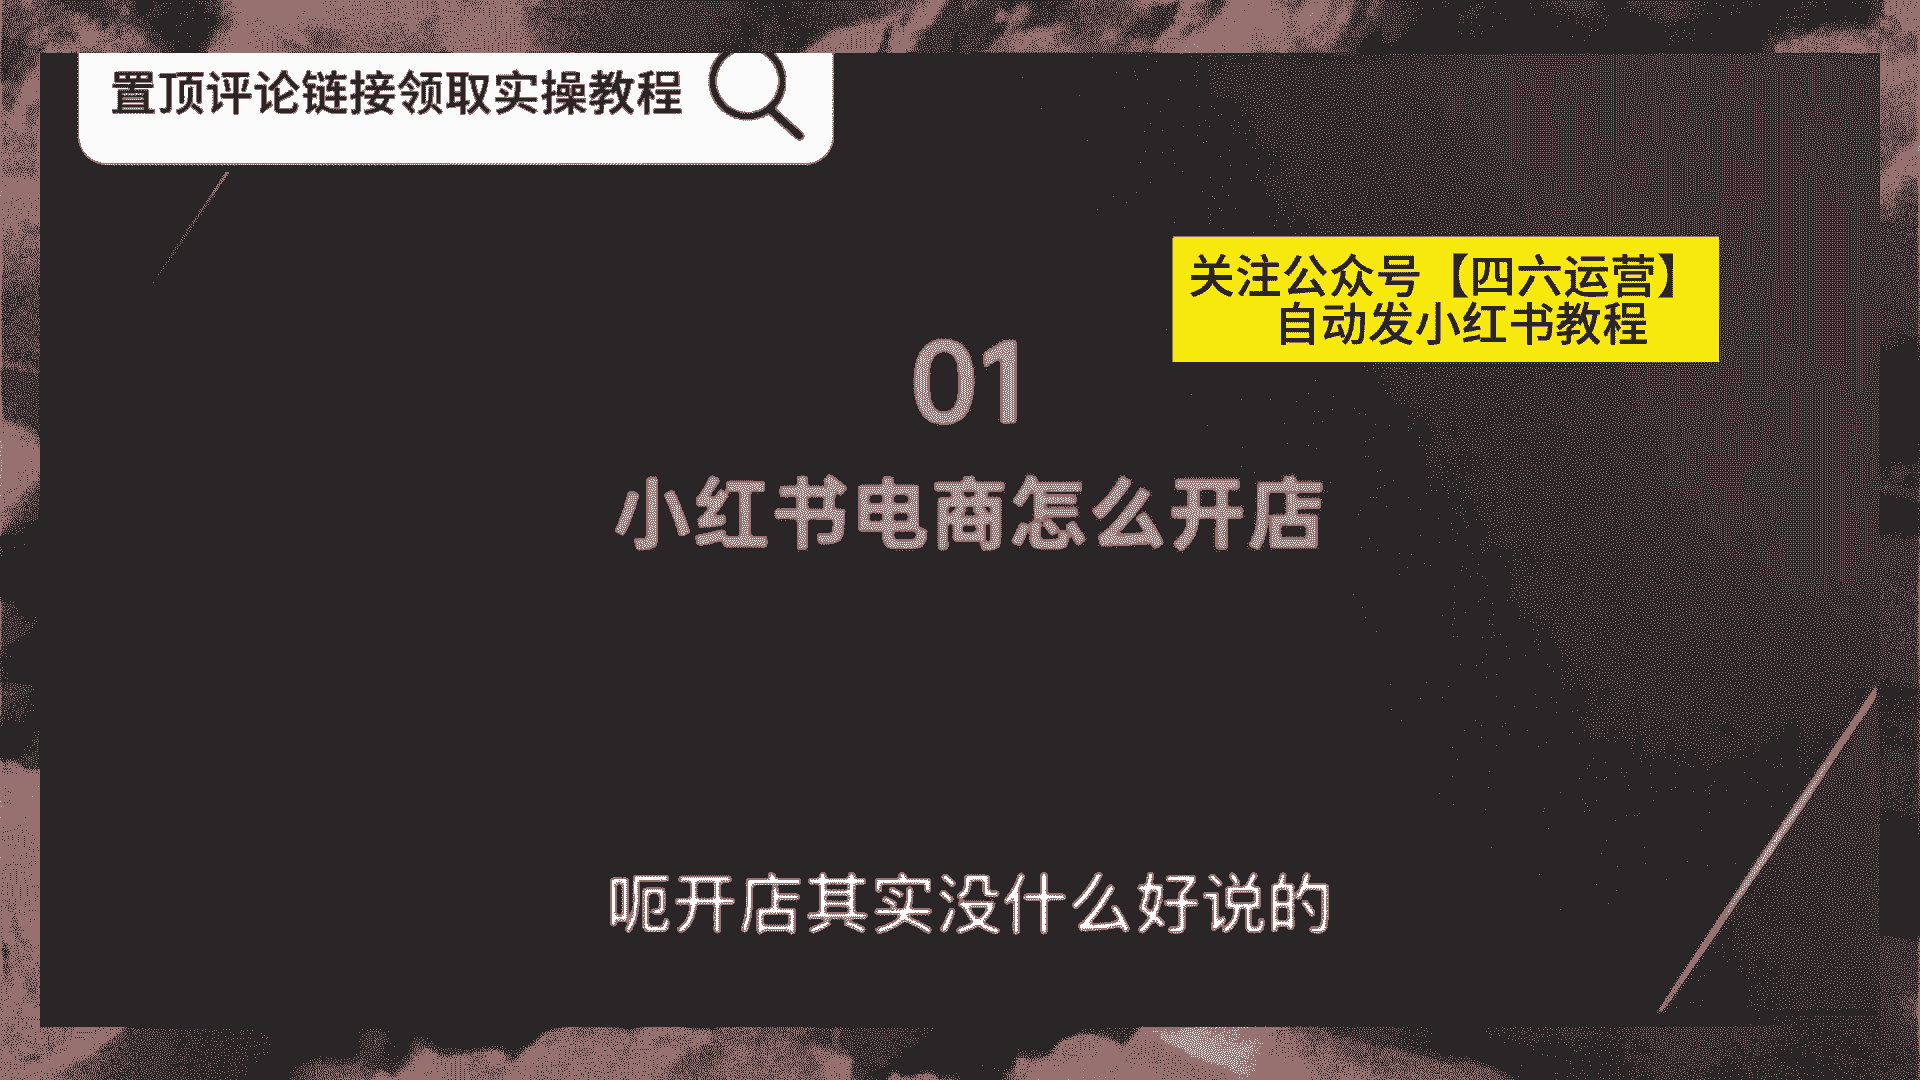 置顶评论链接领取实操教程
关注公众号【四六运营】
自动发小红书教程
01
小红书电商怎么开店
呃开店其实没什么好说的